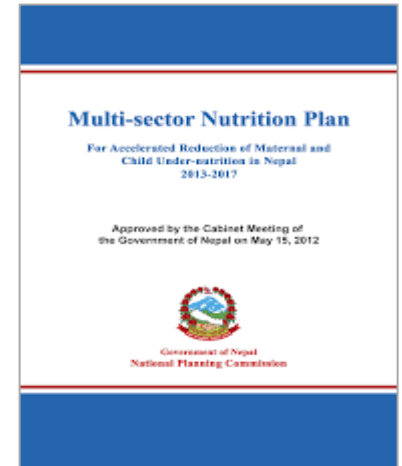 Multi-sector Nutrition Plan
For Accelerated Reduction of Maternal and
Child Under-nutrition in Nepal
2013-2017
Approved by the Cabinet Meeting of
the Government of Nepal on May 15, 2012
Government of Nepal
National Planning Commission